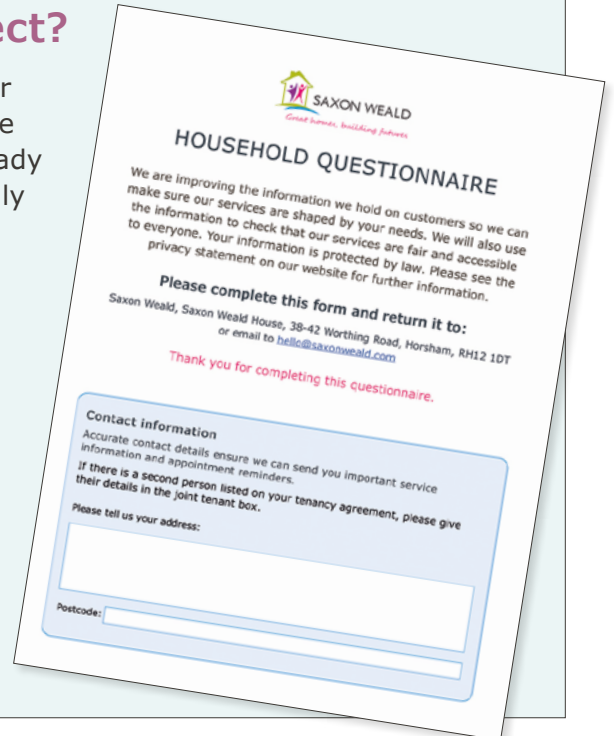 ect?
r
e
ady
ly
SAXON WEALD
Great homes, building futures
HOUSEHOLD QUESTIONNAIRE
We are improving the information we hold on customers so we can
make sure our services are shaped by your needs. We will also use
the information to check that our services are fair and accessible
to everyone. Your information is protected by law. Please see the
privacy statement on our website for further information.
Please complete this form and return it to:
Saxon Weald, Saxon Weald House, 38-42 Worthing Road, Horsham, RH12 1DT
or email to hello@saxonweald.com
Thank you for completing this questionnaire.
Contact information
Accurate contact details ensure we can send you important service
information and appointment reminders.
If there is a second person listed on your tenancy agreement, please give
their details in the joint tenant box.
Please tell us your address:
Postcode: